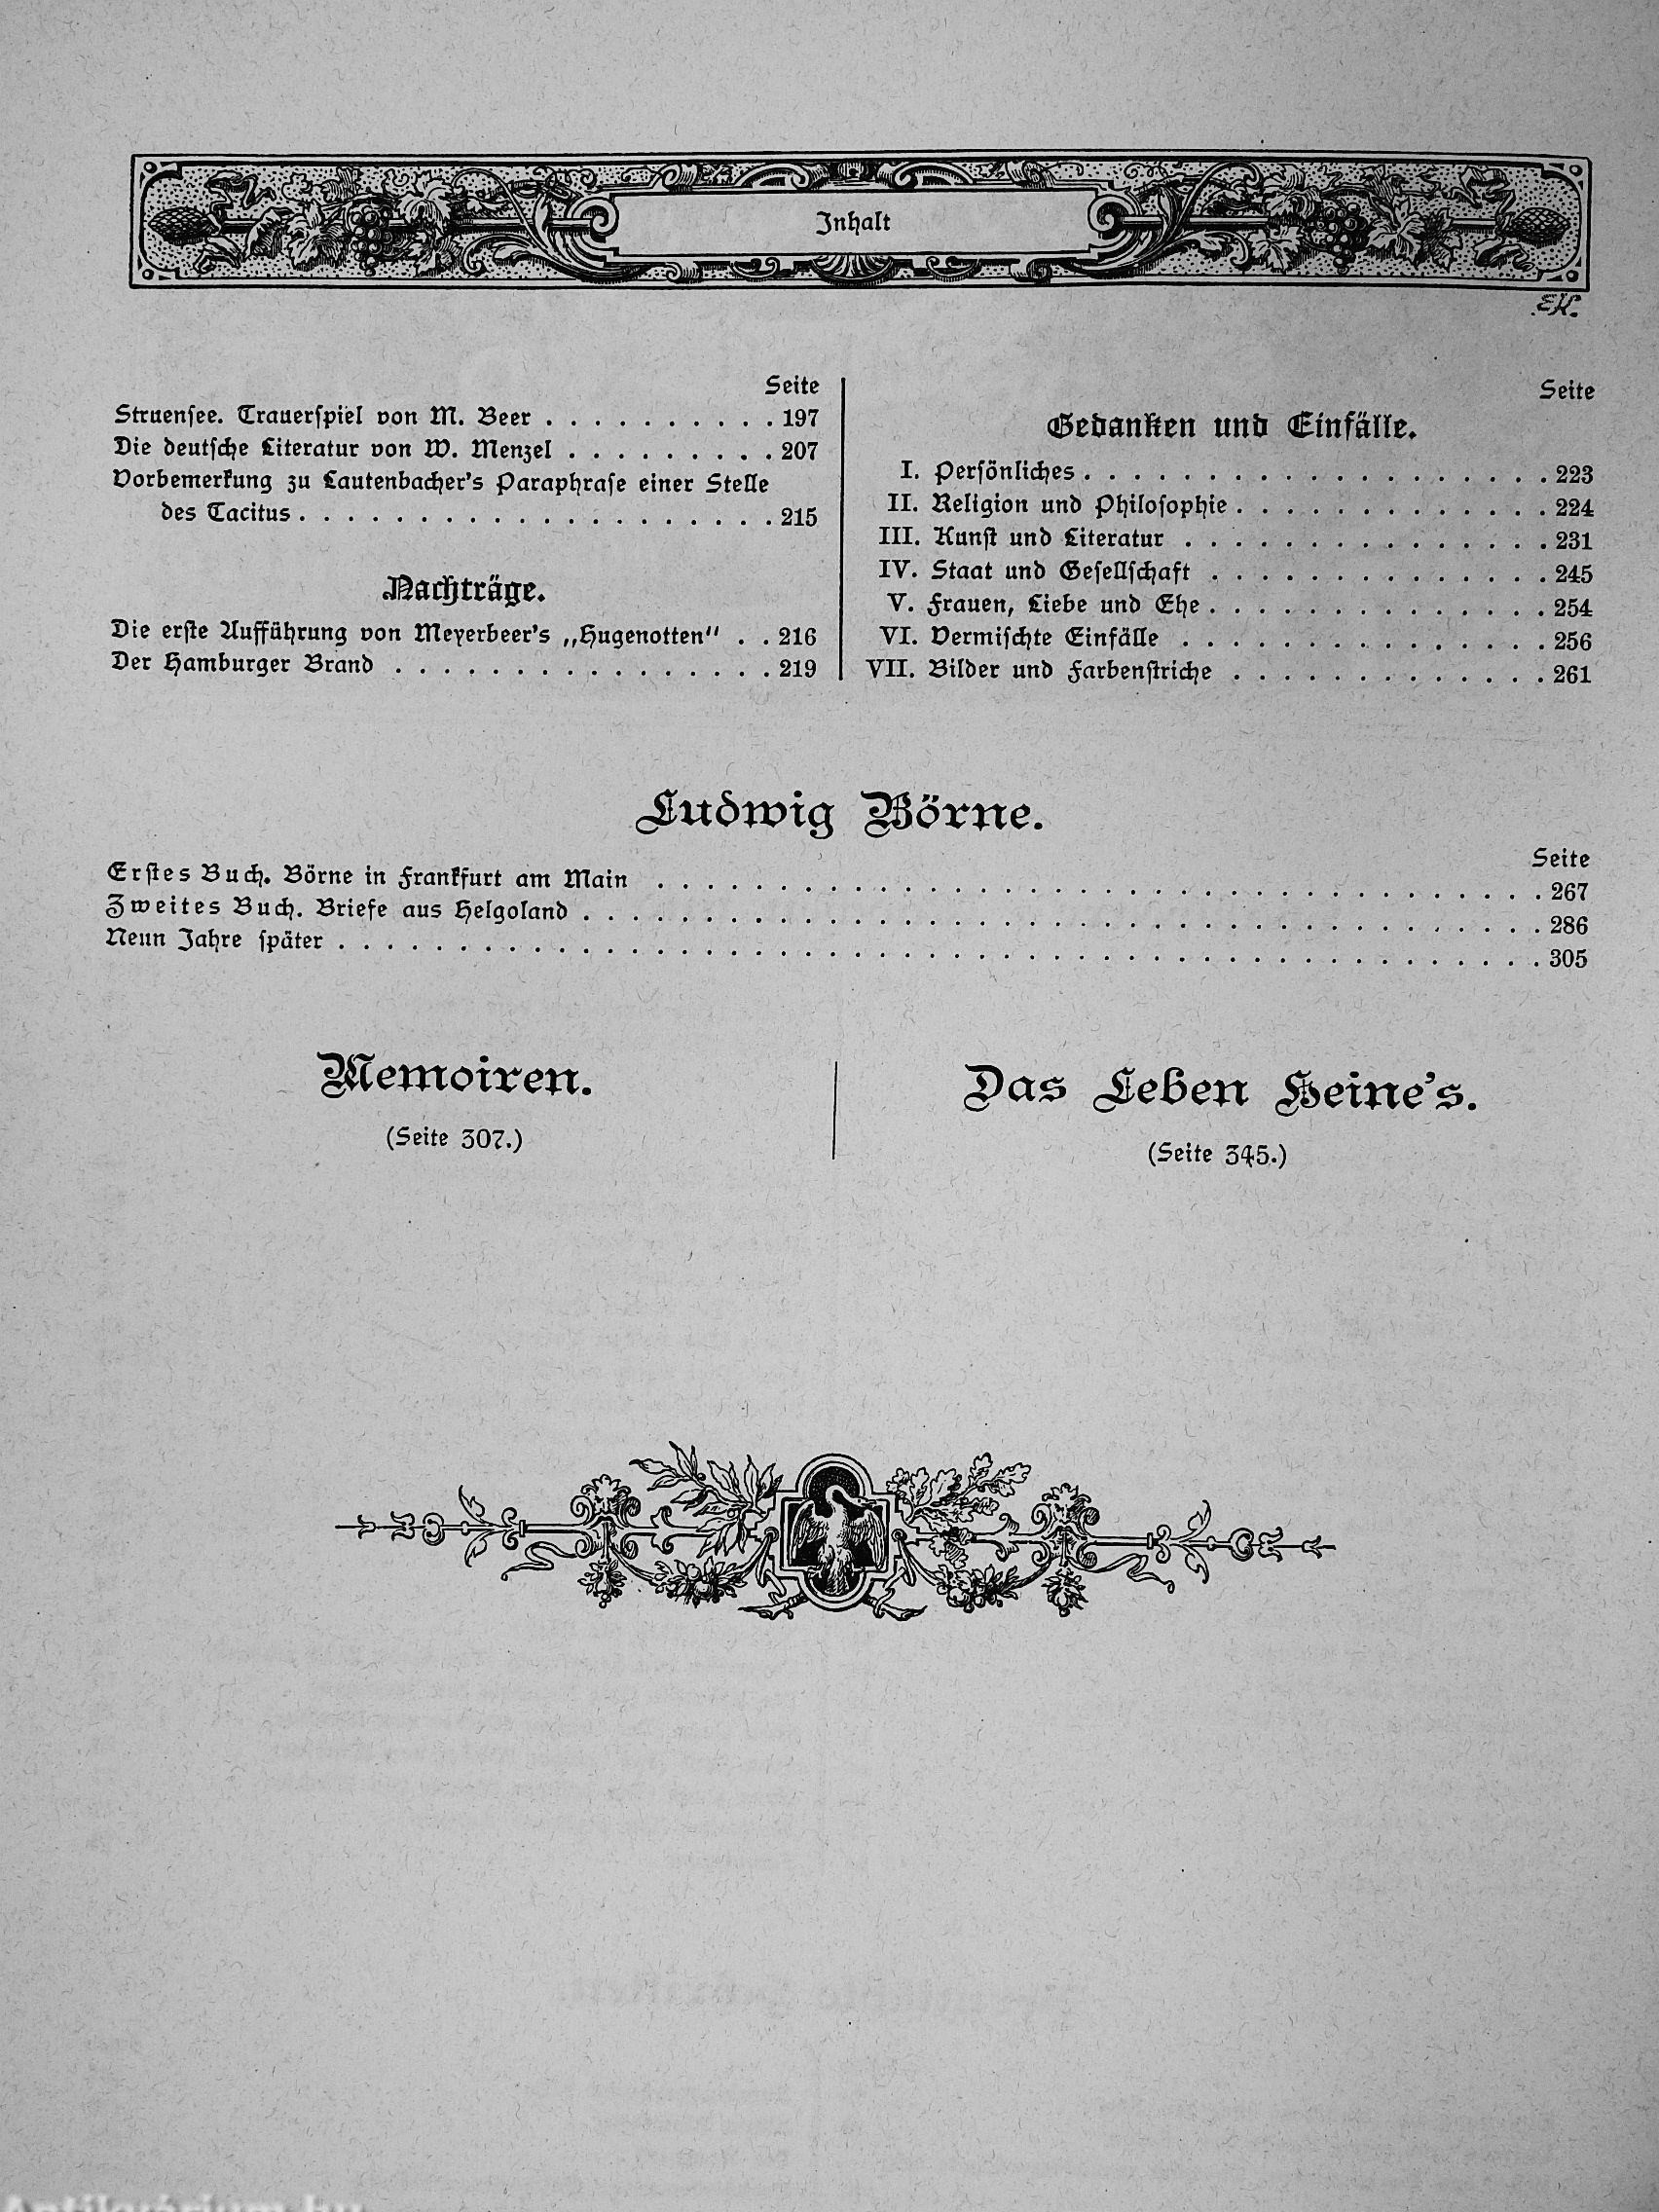 Inhalt
EH.
Seite
Struensee. Trauerspiel von M. Beer . . . . . . . . . . 197
Die deutsche Literatur von W. Menzel . . . . . . . . . 207
Vorbemerkung zu Lautenbacher's Paraphrase einer Stelle
des Tacitus . . . . . . . . . . . . . . . . . . . . 215
Nachträge.
Die erste Aufführung von Meyerbeer's „Hugenotten" . . 216
Der Hamburger Brand . . . . . . . . . . . . . . . . 219
Seite
Gedanken und Einfälle.
I. Persönliches . . . . . . . . . . . . . . . . . . . . 223
II. Religion und Philosophie . . . . . . . . . . . . . . 224
III. Kunst und Literatur . . . . . . . . . . . . . . . . 231
IV. Staat und Gesellschaft . . . . . . . . . . . . . . . 245
V. Frauen, Liebe und Ehe . . . . . . . . . . . . . . . 254
VI. Vermischte Einfälle . . . . . . . . . . . . . . . . 256
VII. Bilder und Farbenstriche . . . . . . . . . . . . . . 261
Ludwig Börne.
Seite
Erstes Buch. Börne in Frankfurt am Main . . . . . . . . . . . . . . . . . . . . 267
Zweites Buch. Briefe aus Helgoland . . . . . . . . . . . . . . . . . . . . 286
Neun Jahre später . . . . . . . . . . . . . . . . . . . . 305
Memoiren.
(Seite 307.)
Das Leben Heine's.
(Seite 345.)
Antikvárium.hu